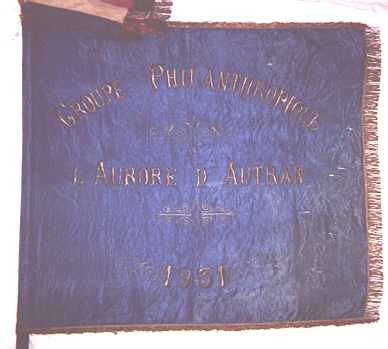 GROUPE PHILANTHROPIQUE
L AURORE D AUTRAN
1931